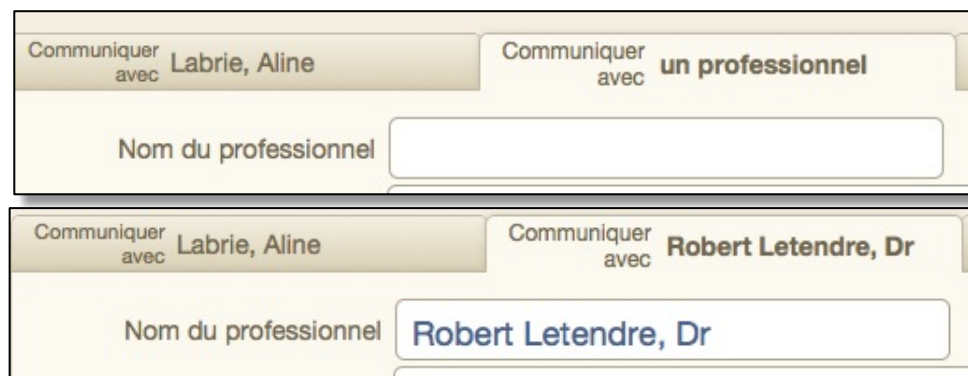 Communiquer avec Labrie, Aline
Communiquer avec un professionnel
Nom du professionnel
Communiquer avec Labrie, Aline
Communiquer avec Robert Letendre, Dr
Nom du professionnel Robert Letendre, Dr